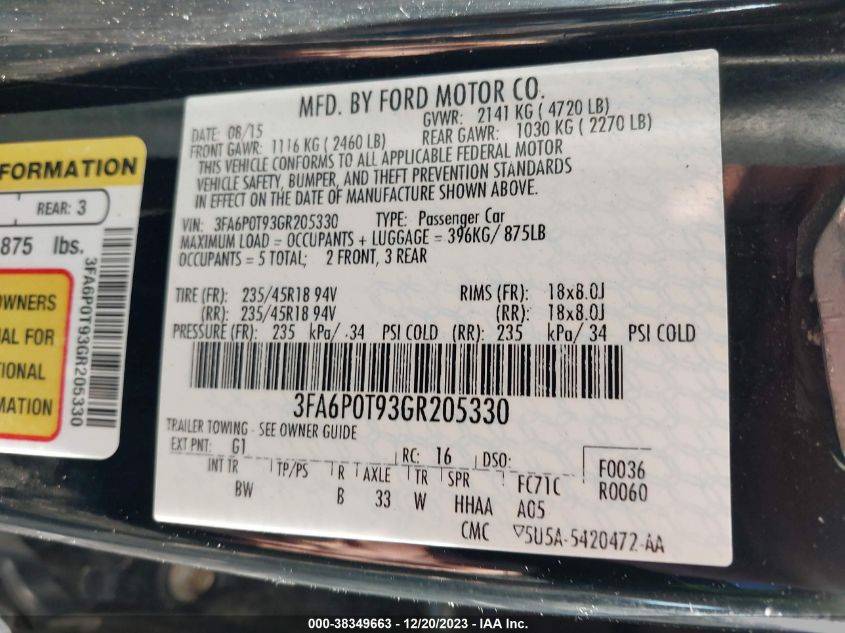 MFD. BY FORD MOTOR CO.
DATE: 08/15 GVWR: 2141 KG ( 4720 LB)
FRONT GAWR: 1116 KG ( 2460 LB) REAR GAWR: 1030 KG ( 2270 LB)
THIS VEHICLE CONFORMS TO ALL APPLICABLE FEDERAL MOTOR
VEHICLE SAFETY, BUMPER, AND THEFT PREVENTION STANDARDS
IN EFFECT ON THE DATE OF MANUFACTURE SHOWN ABOVE.
VIN: 3FA6P0T93GR205330 TYPE: Passenger Car
MAXIMUM LOAD = OCCUPANTS + LUGGAGE = 396KG/ 875LB
OCCUPANTS = 5 TOTAL; 2 FRONT, 3 REAR
TIRE (FR): 235/45R18 94V RIMS (FR): 18x8.0J
(RR): 235/45R18 94V (RR): 18x8.0J
PRESSURE (FR): 235 kPa/ 34 PSI COLD (RR): 235 kPa/ 34 PSI COLD
3FA6P0T93GR205330
TRAILER TOWING - SEE OWNER GUIDE
EXT PNT: G1 RC: 16 DSO: F0036
INT TR TP/PS R AXLE TR SPR FC71C R0060
BW B 33 W HHAA A05
CMC ▽5U5A-5420472-AA
FORMATION
REAR: 3
875 lbs.
3FA6P0T93GR205330
OWNERS
UAL FOR
TIONAL
MATION
000-38349663 - 12/20/2023 - IAA Inc.